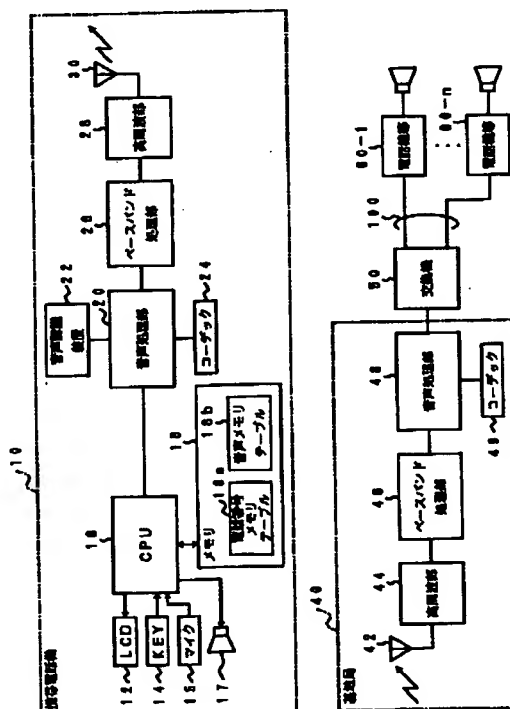 10
携帯電話機
12
LCD
14
KEY
15
マイク
17
16
CPU
メモリ
18
18a
電話番号
メモリ
テーブル
18b
音声メモリ
テーブル
22
20
音声処理部
24
コーデック
26
ベースバンド
処理部
28
高周波部
30
40
基地局
42
44
高周波部
46
ベースバンド
処理部
48
音声処理部
49
コーデック
50
交換機
100
60-1
電話機
60-n
電話機